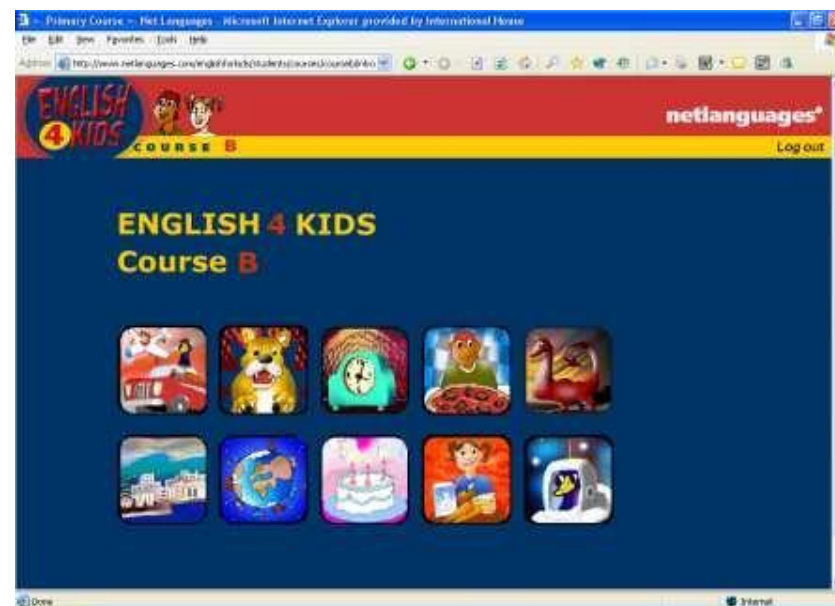 Primary Course - Net Languages - Microsoft Internet Explorer provided by International House
File Edit View Favorites Tools Help
Address
ENGLISH
4 KIDS
COURSE B
netlanguages
Log out
ENGLISH 4 KIDS
Course B
Done
Internet